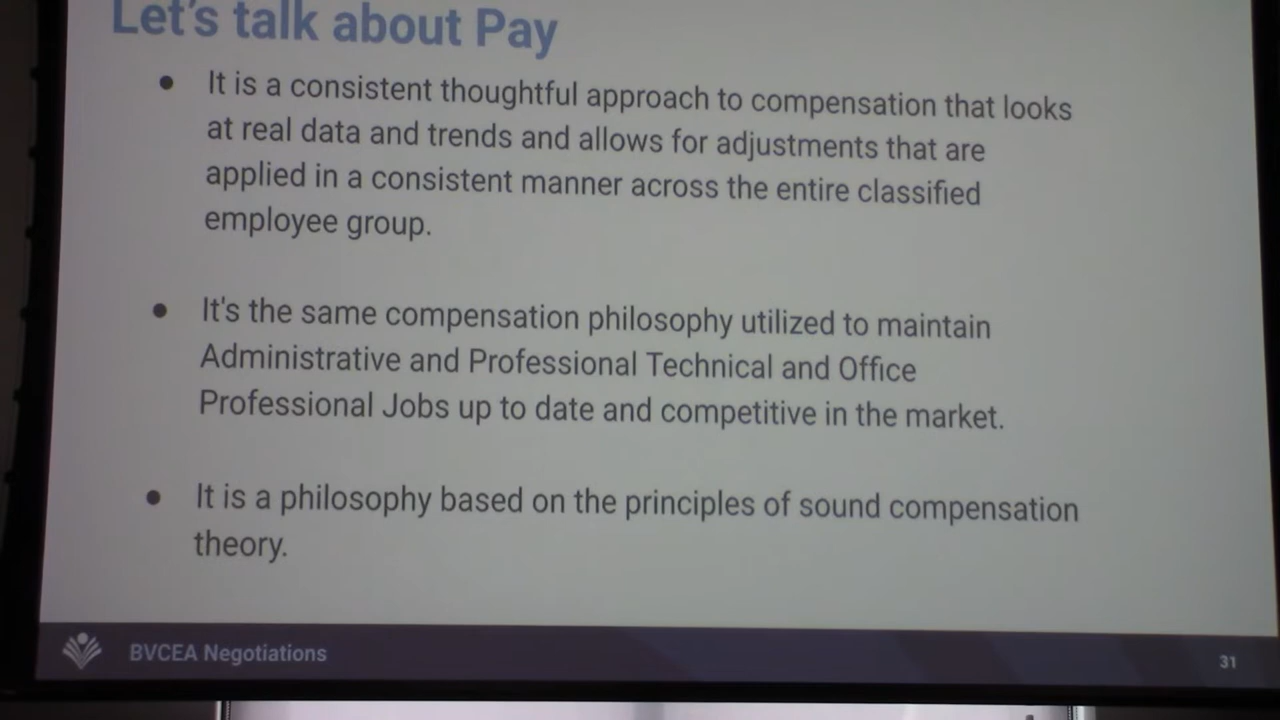 Let's talk about Pay
● It is a consistent thoughtful approach to compensation that looks
at real data and trends and allows for adjustments that are
applied in a consistent manner across the entire classified
employee group.
● It's the same compensation philosophy utilized to maintain
Administrative and Professional Technical and Office
Professional Jobs up to date and competitive in the market.
● It is a philosophy based on the principles of sound compensation
theory.
BVCEA Negotiations
31